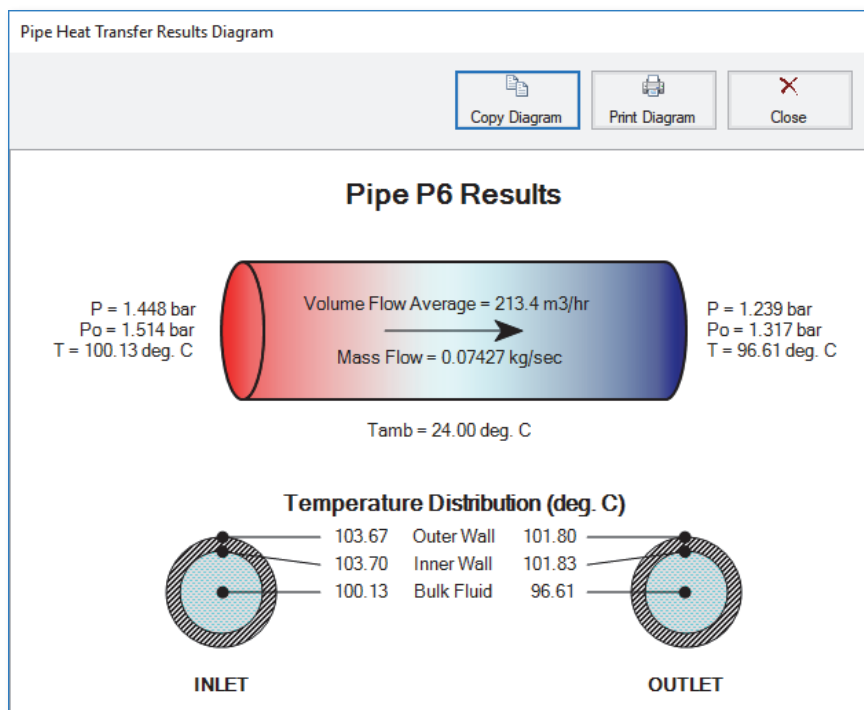 Pipe Heat Transfer Results Diagram
Copy Diagram
Print Diagram
Close
Pipe P6 Results
P = 1.448 bar
Po = 1.514 bar
T = 100.13 deg. C
Volume Flow Average = 213.4 m3/hr
Mass Flow = 0.07427 kg/sec
P = 1.239 bar
Po = 1.317 bar
T = 96.61 deg. C
Tamb = 24.00 deg. C
Temperature Distribution (deg. C)
103.67 Outer Wall 101.80
103.70 Inner Wall 101.83
100.13 Bulk Fluid 96.61
INLET
OUTLET